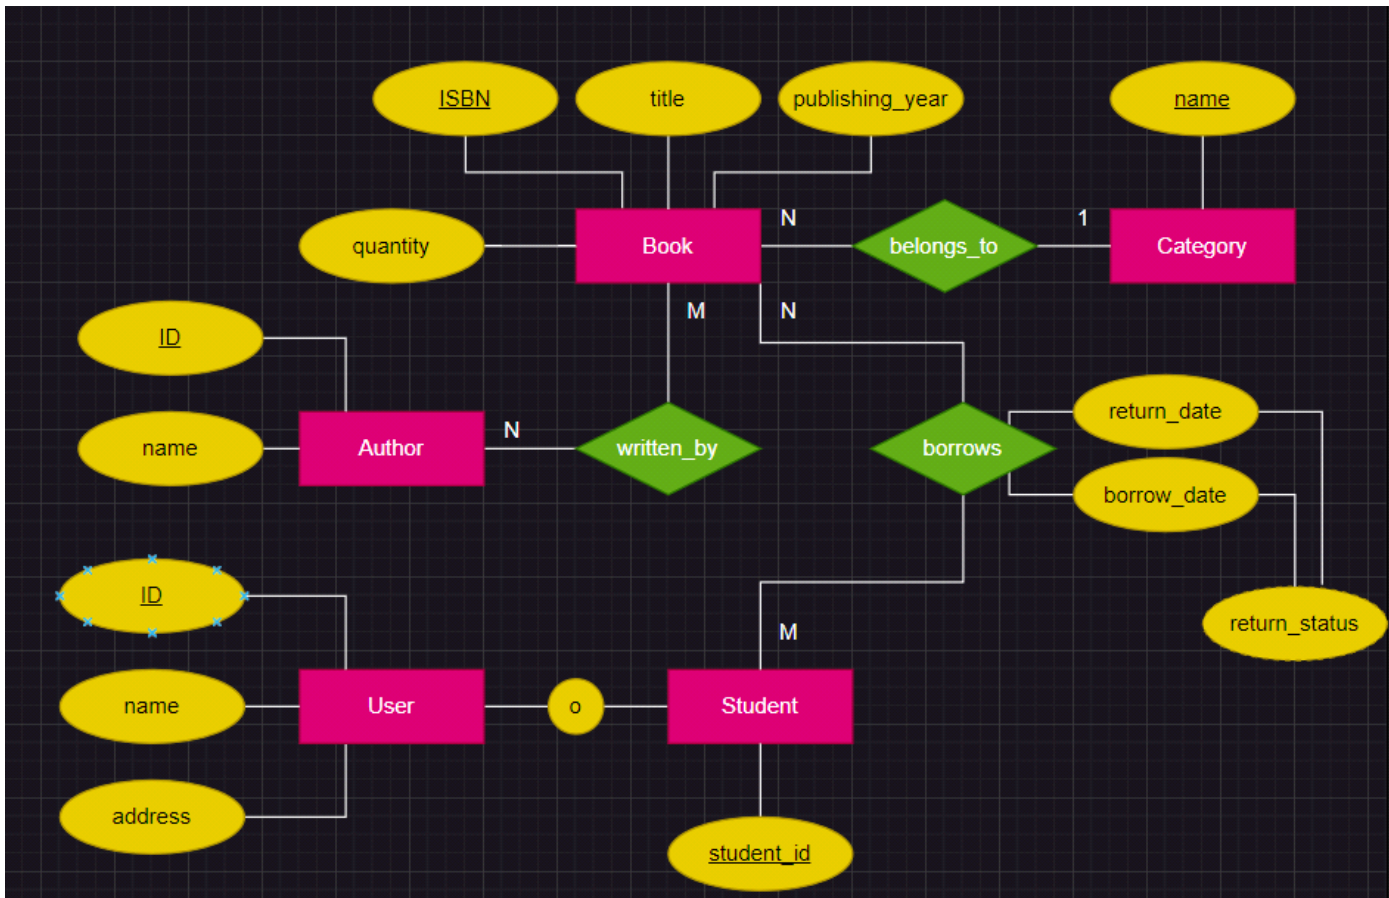 ISBN
title
publishing_year
name
quantity
Book
N
belongs_to
1
Category
M
N
ID
name
Author
N
written_by
borrows
return_date
borrow_date
ID
return_status
M
name
User
o
Student
address
student_id